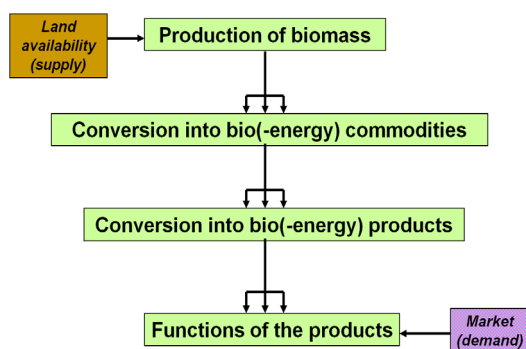 Land
availability
(supply)
Production of biomass
Conversion into bio(-energy) commodities
Conversion into bio(-energy) products
Functions of the products
Market
(demand)